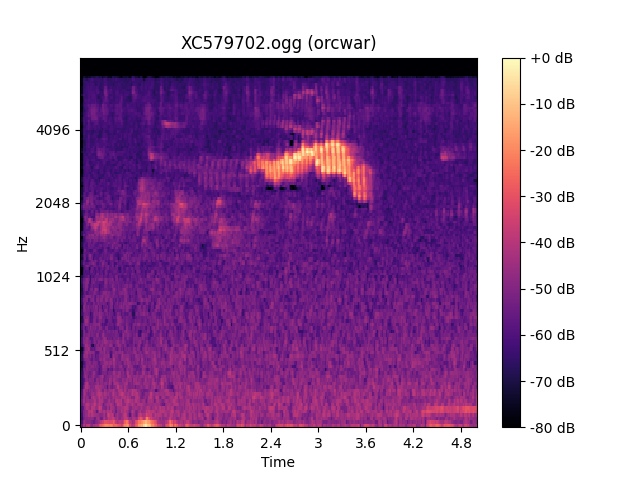 XC579702.ogg (orcwar)
+0 dB
-10 dB
-20 dB
-30 dB
-40 dB
-50 dB
-60 dB
-70 dB
-80 dB
Hz
4096
2048
1024
512
0
0 0.6 1.2 1.8 2.4 3 3.6 4.2 4.8
Time